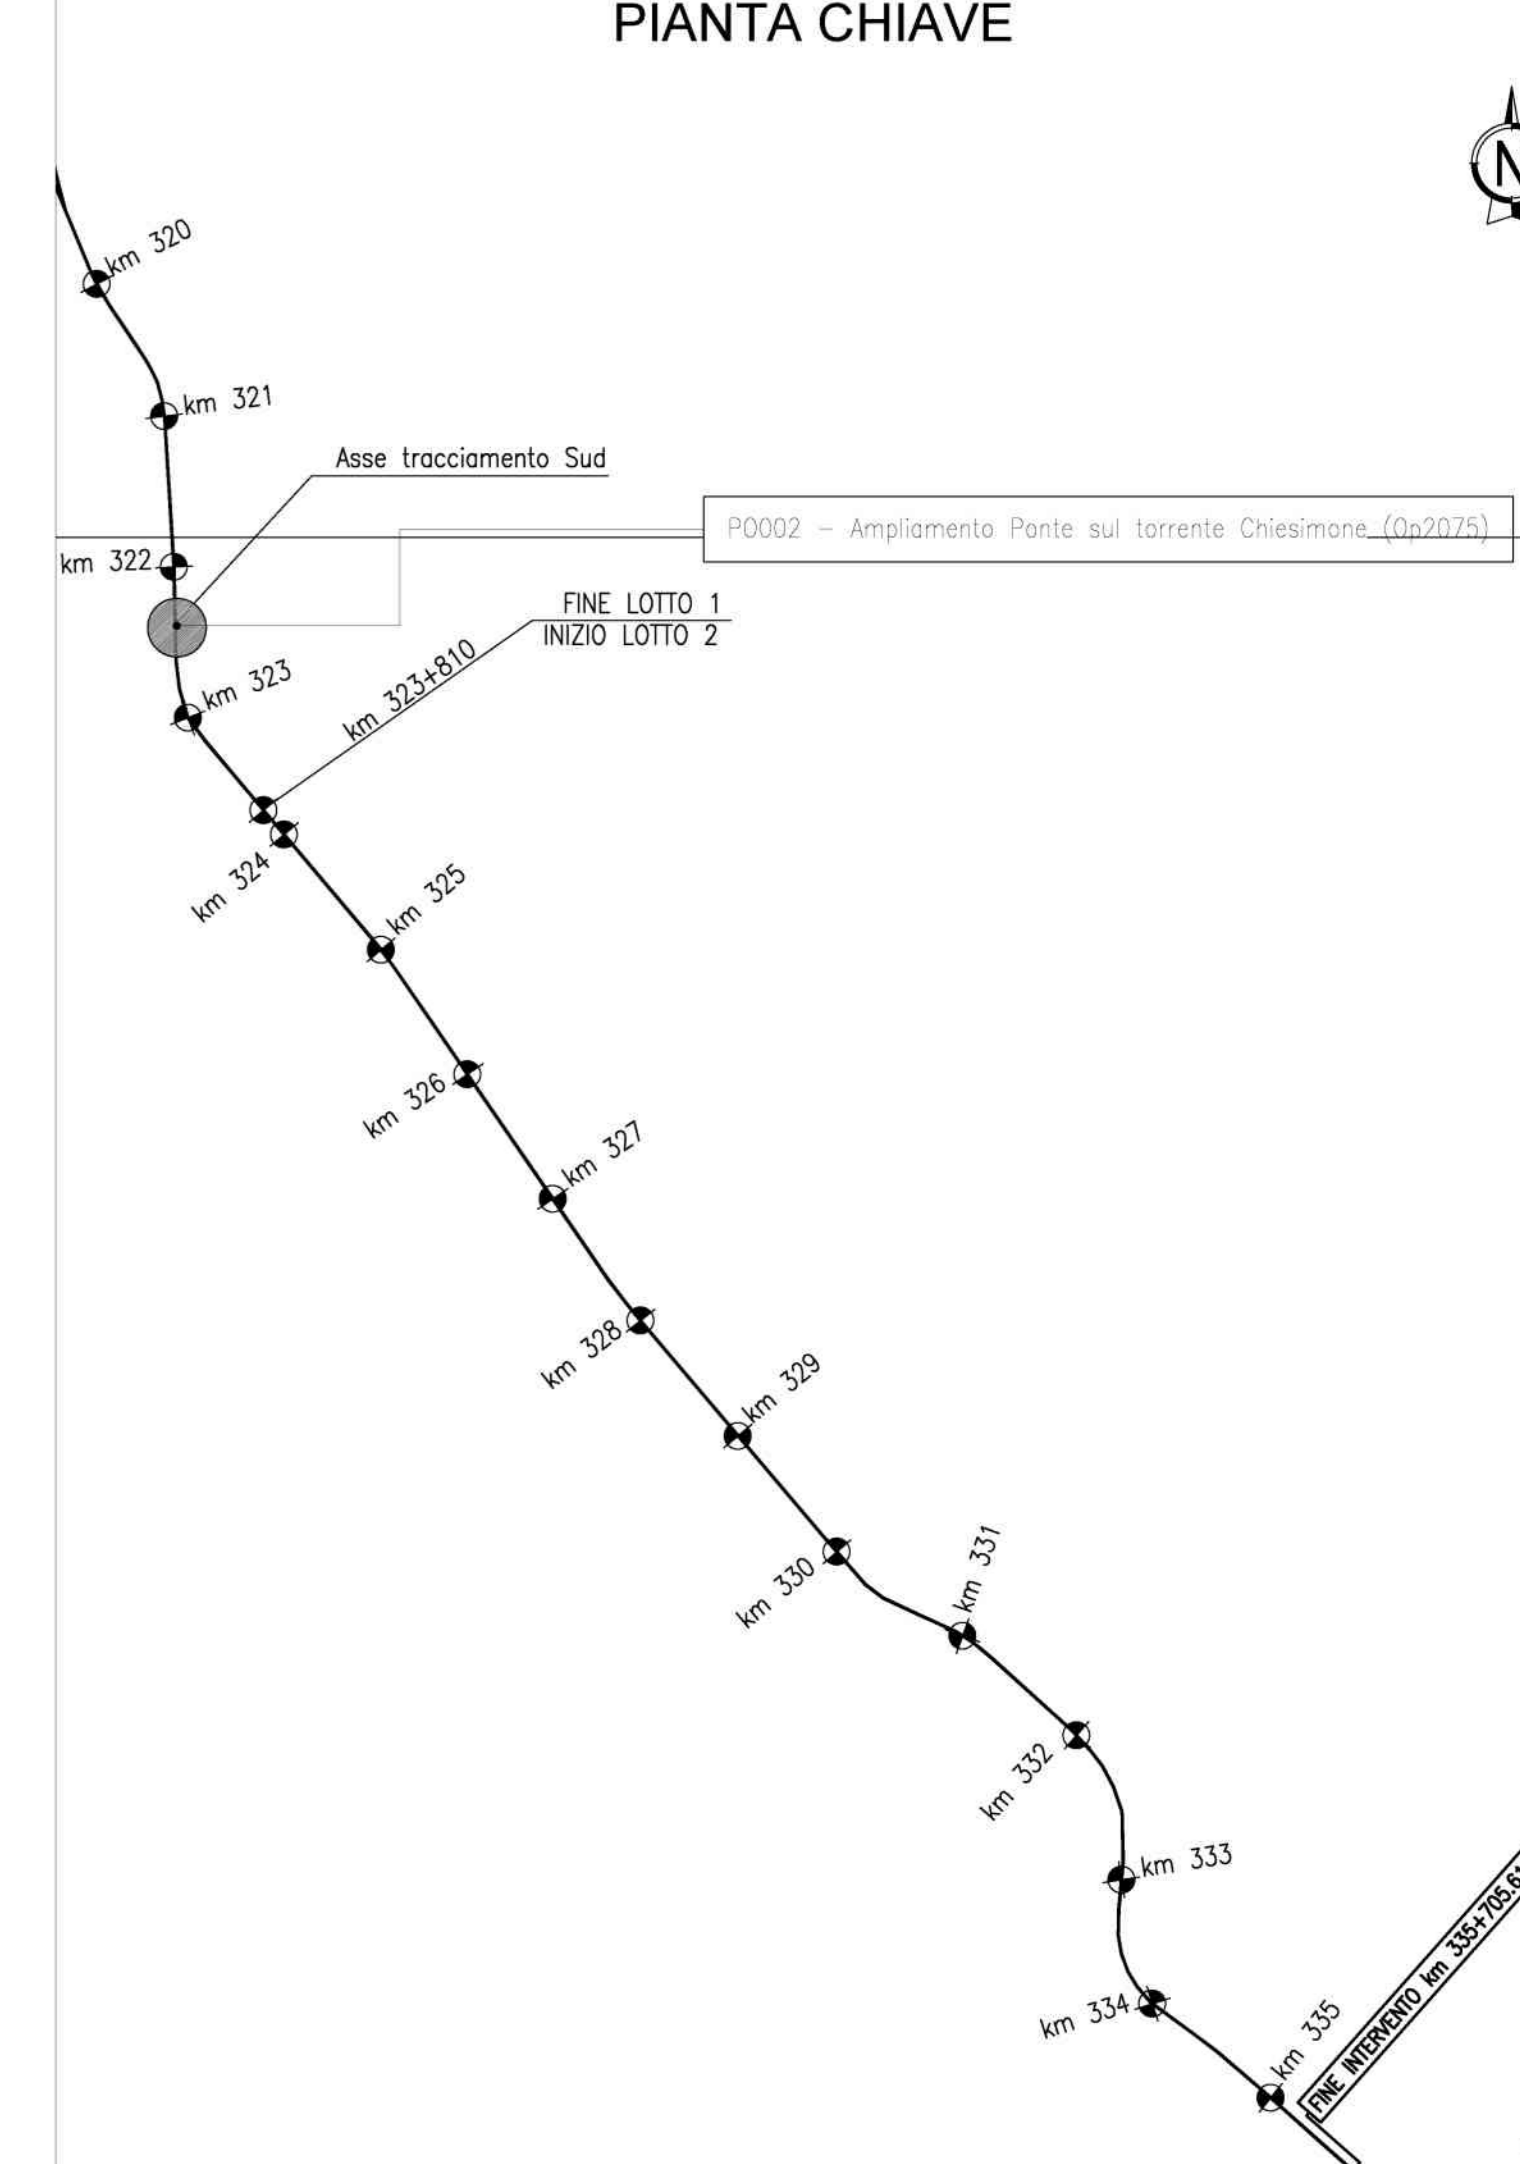 PIANTA CHIAVE
N
km 320
km 321
Asse tracciamento Sud
PO002 - Ampliamento Ponte sul torrente Chiesimone (Op2075)
km 322
FINE LOTTO 1
INIZIO LOTTO 2
km 323+810
km 323
km 324
km 325
km 326
km 327
km 328
km 329
km 330
km 331
km 332
km 333
km 334
km 335
FINE INTERVENTO km 335+705.61